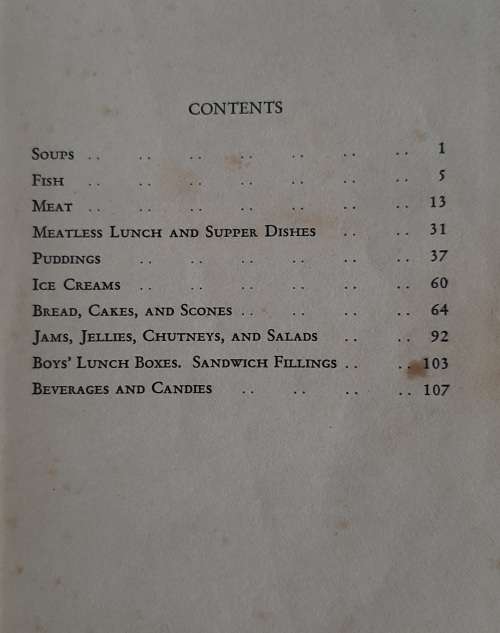 CONTENTS
Soups .. .. .. .. .. .. .. 1
Fish .. .. .. .. .. .. .. 5
Meat .. .. .. .. .. .. .. 13
Meatless Lunch and Supper Dishes .. .. 31
Puddings .. .. .. .. .. .. 37
Ice Creams .. .. .. .. .. .. 60
Bread, Cakes, and Scones .. .. .. .. 64
Jams, Jellies, Chutneys, and Salads .. .. 92
Boys' Lunch Boxes. Sandwich Fillings .. .. 103
Beverages and Candies .. .. .. .. 107